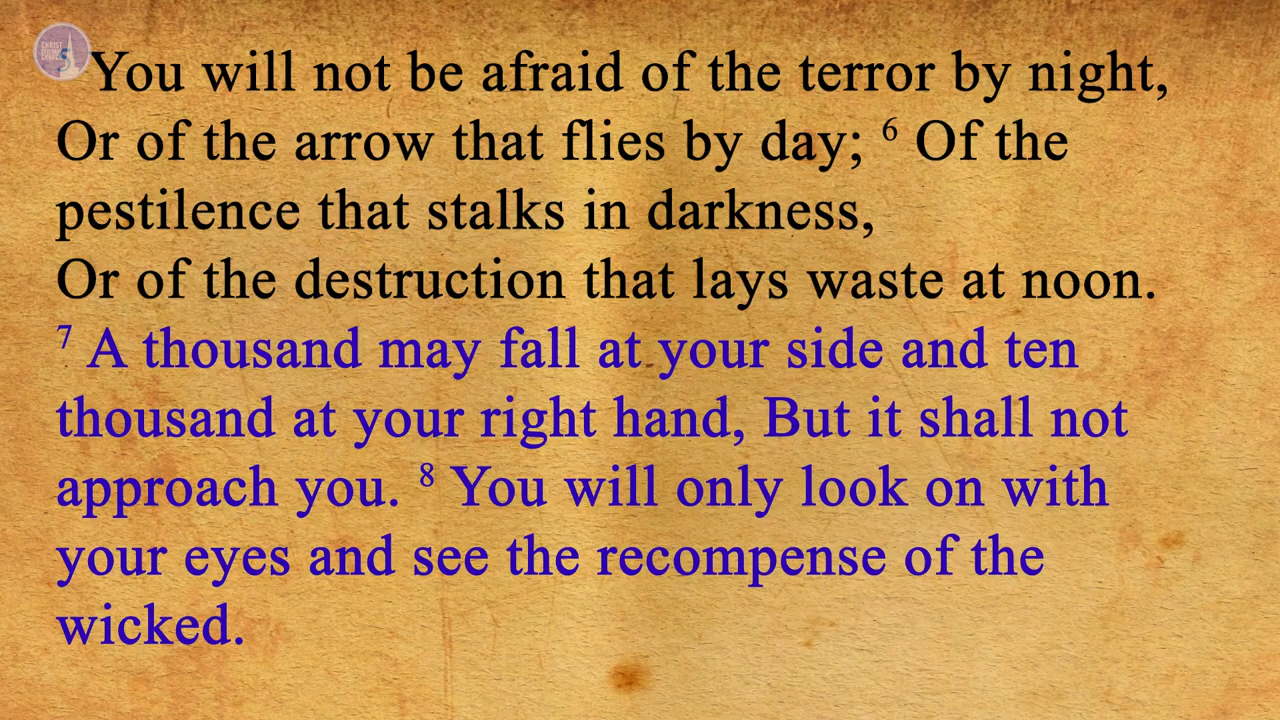 You will not be afraid of the terror by night,
Or of the arrow that flies by day; 6 Of the
pestilence that stalks in darkness,
Or of the destruction that lays waste at noon.
7 A thousand may fall at your side and ten
thousand at your right hand, But it shall not
approach you. 8 You will only look on with
your eyes and see the recompense of the
wicked.